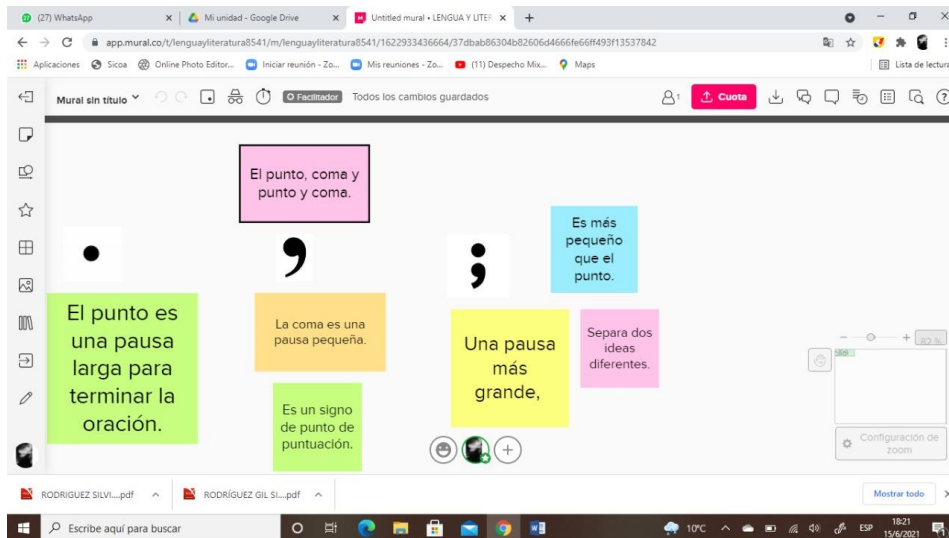 (27) WhatsApp
Mi unidad - Google Drive
Untitled mural • LENGUA Y LITER
app.mural.co/t/lenguayliteratura8541/m/lenguayliteratura8541/1622933436664/37dbab86304b82606d4666fe66ff493f13537842
Aplicaciones
Sicoa
Online Photo Editor...
Iniciar reunión - Zo...
Mis reuniones - Zo...
(11) Despecho Mix...
Maps
Lista de lectura
Mural sin título
Facilitador
Todos los cambios guardados
1
Cuota
El punto, coma y
punto y coma.
.
,
;
Es más
pequeño
que el
punto.
El punto es
una pausa
larga para
terminar la
oración.
La coma es una
pausa pequeña.
Es un signo
de punto de
puntuación.
Una pausa
más
grande,
Separa dos
ideas
diferentes.
82 %
Configuración de
zoom
RODRIGUEZ SILVI....pdf
RODRÍGUEZ GIL SI....pdf
Mostrar todo
Escribe aquí para buscar
10°C
ESP
18:21
15/6/2021